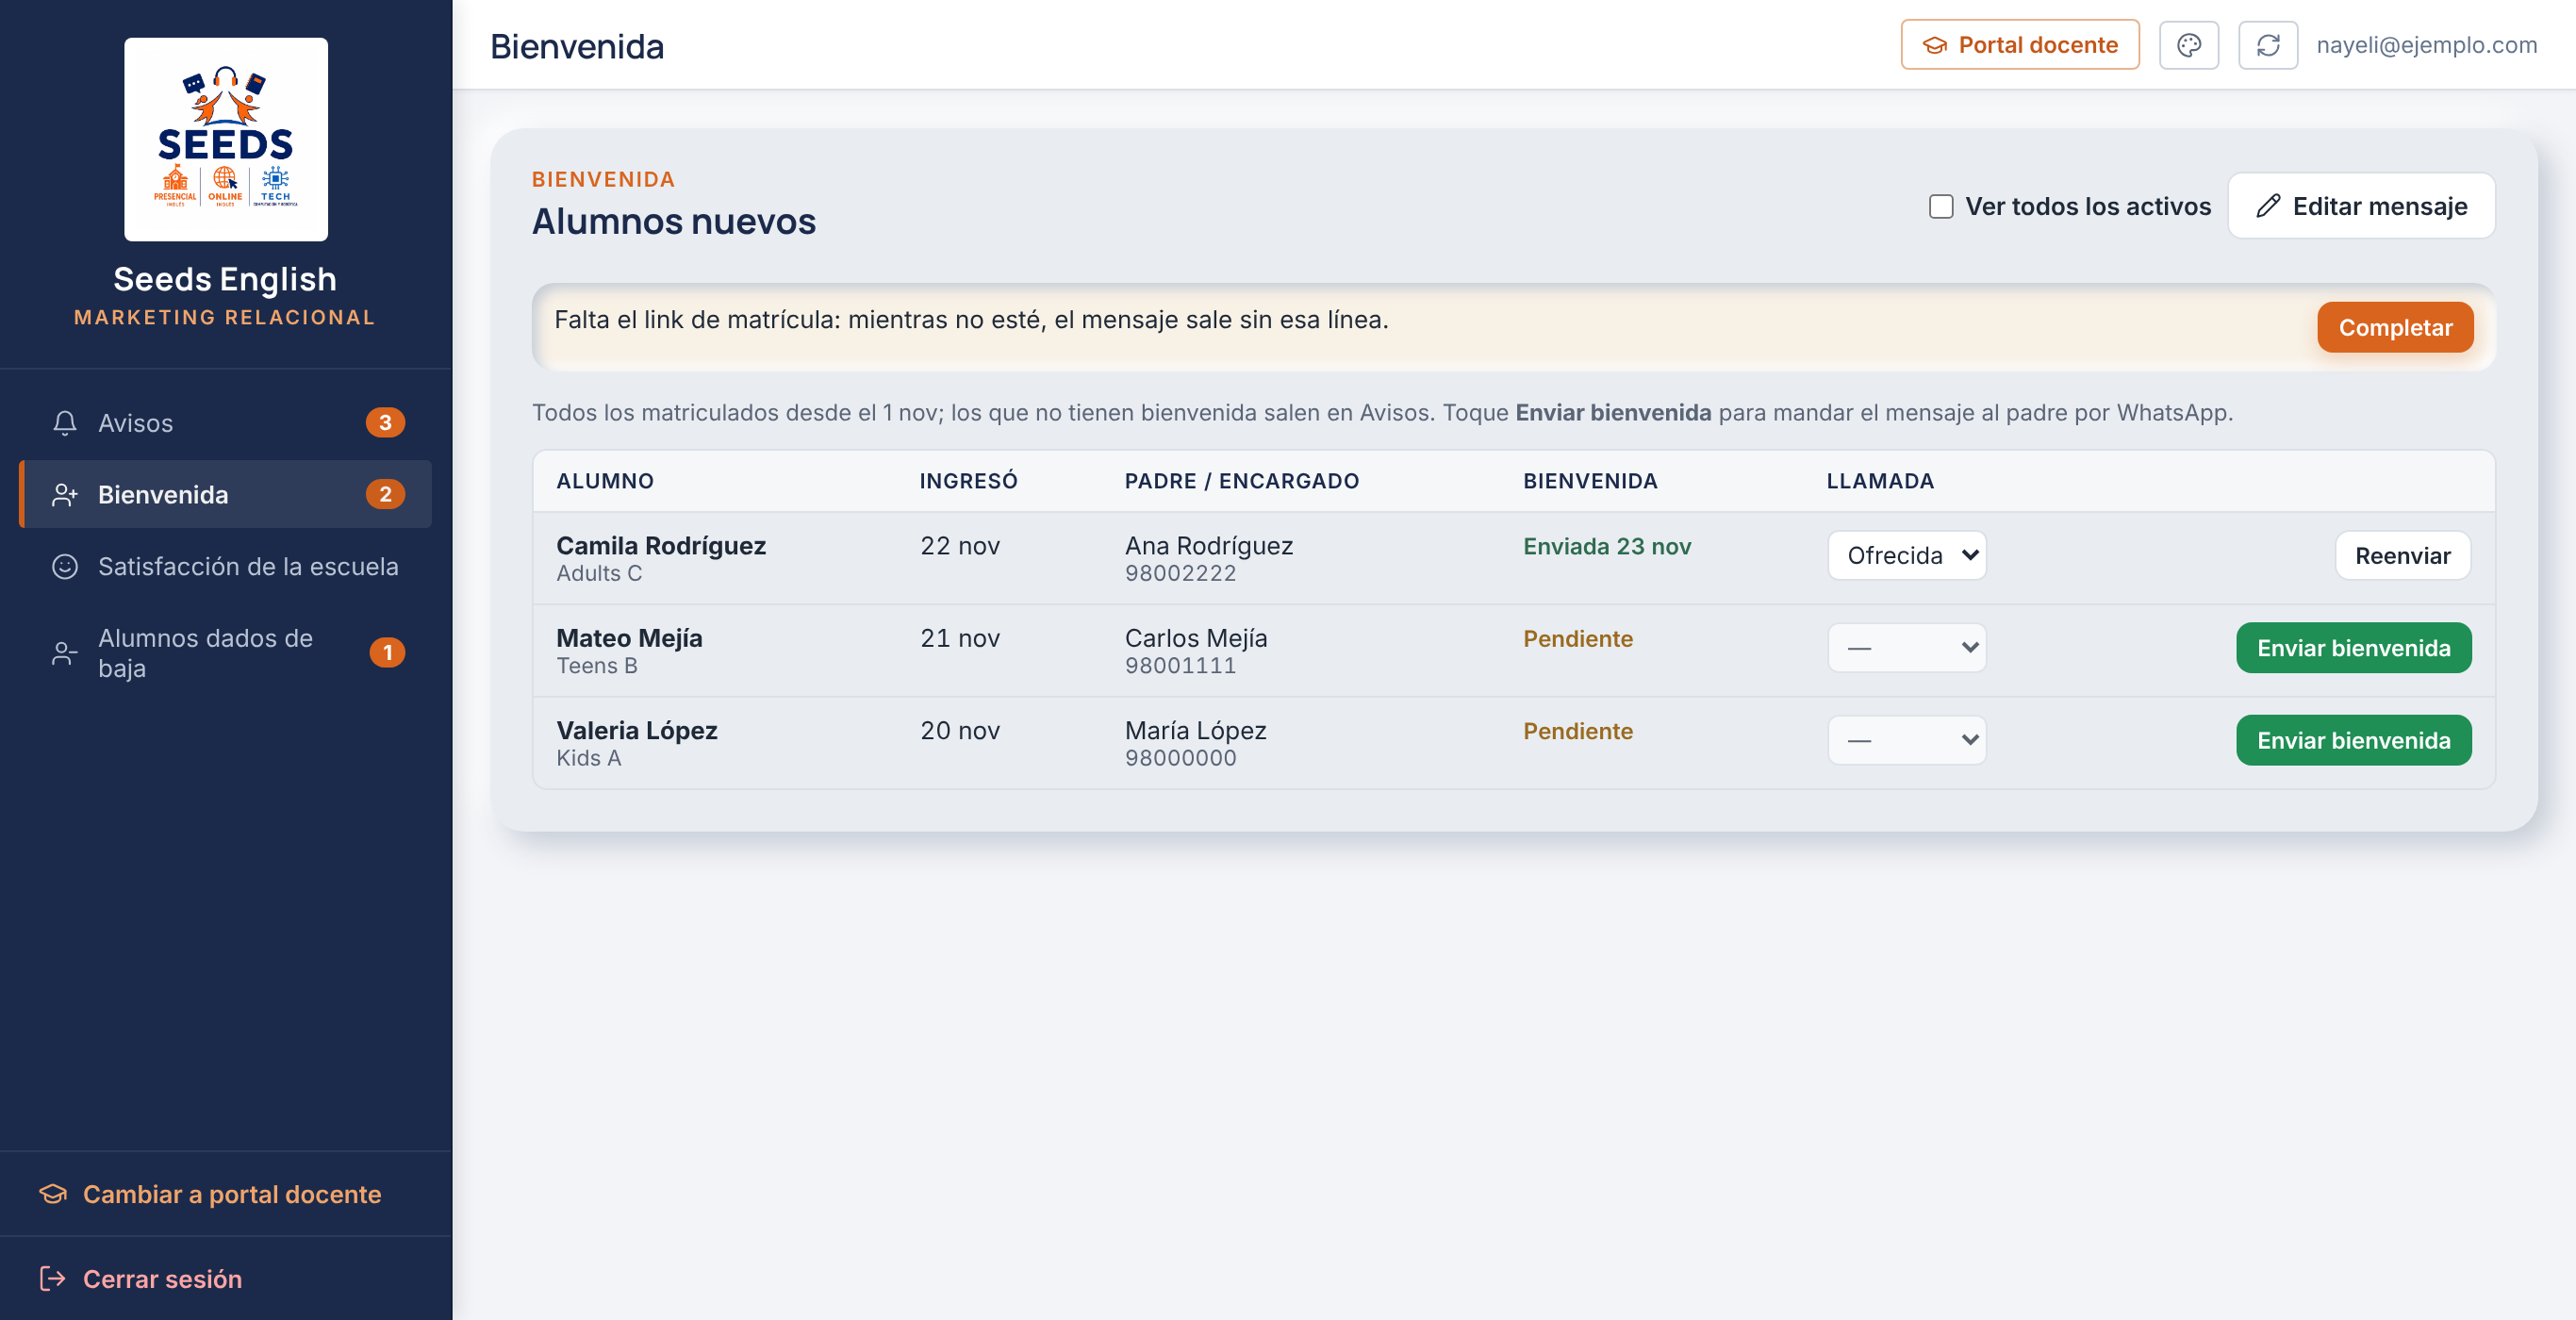 SEEDS
PRESENCIAL
INGLÉS
ONLINE
INGLÉS
TECH
Seeds English
MARKETING RELACIONAL
Avisos 3
Bienvenida 2
Satisfacción de la escuela
Alumnos dados de
baja 1
Cambiar a portal docente
Cerrar sesión
Bienvenida
Portal docente
nayeli@ejemplo.com
BIENVENIDA
Alumnos nuevos
Ver todos los activos
Editar mensaje
Falta el link de matrícula: mientras no esté, el mensaje sale sin esa línea.
Completar
Todos los matriculados desde el 1 nov; los que no tienen bienvenida salen en Avisos. Toque Enviar bienvenida para mandar el mensaje al padre por WhatsApp.
ALUMNO INGRESÓ PADRE / ENCARGADO BIENVENIDA LLAMADA
Camila Rodríguez 22 nov Ana Rodríguez Enviada 23 nov Ofrecida Reenviar
Adults C 98002222
Mateo Mejía 21 nov Carlos Mejía Pendiente — Enviar bienvenida
Teens B 98001111
Valeria López 20 nov María López Pendiente — Enviar bienvenida
Kids A 98000000